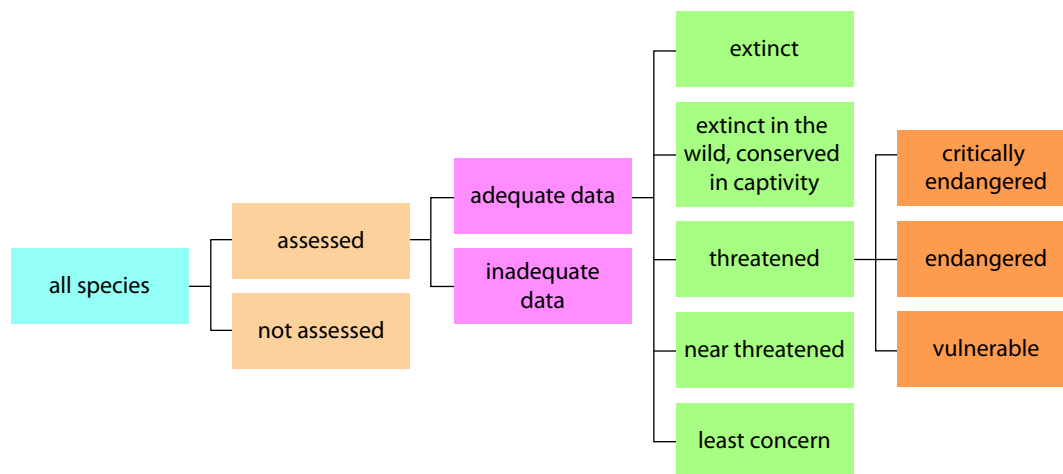 all species
assessed
not assessed
adequate data
inadequate
data
extinct
extinct in the
wild, conserved
in captivity
threatened
near threatened
least concern
critically
endangered
endangered
vulnerable